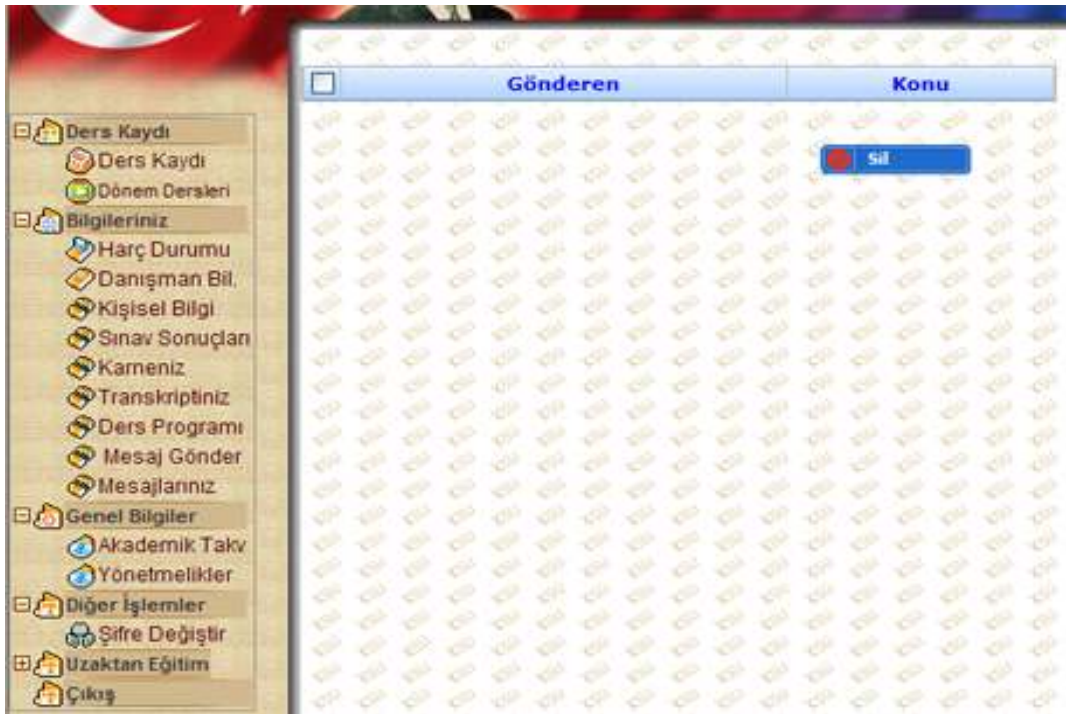 Gönderen Konu
Sil
Ders Kaydı
Ders Kaydı
Dönem Dersleri
Bilgileriniz
Harç Durumu
Danışman Bil.
Kişisel Bilgi
Sınav Sonuçları
Karneniz
Transkriptiniz
Ders Programı
Mesaj Gönder
Mesajlarınız
Genel Bilgiler
Akademik Takv
Yönetmelikler
Diğer İşlemler
Şifre Değiştir
Uzaktan Eğitim
Çıkış